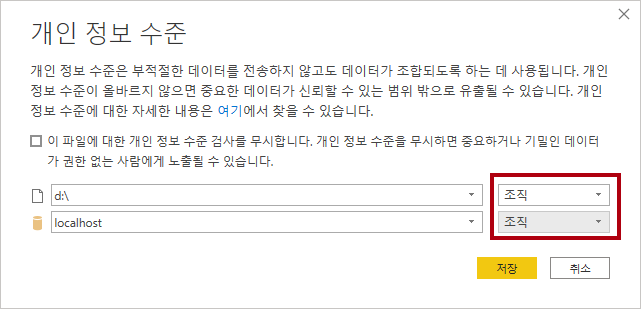 개인 정보 수준
개인 정보 수준은 부적절한 데이터를 전송하지 않고도 데이터가 조합되도록 하는 데 사용됩니다. 개인
정보 수준이 올바르지 않으면 중요한 데이터가 신뢰할 수 있는 범위 밖으로 유출될 수 있습니다. 개인
정보 수준에 대한 자세한 내용은 여기에서 찾을 수 있습니다.
이 파일에 대한 개인 정보 수준 검사를 무시합니다. 개인 정보 수준을 무시하면 중요하거나 기밀인 데이터
가 권한 없는 사람에게 노출될 수 있습니다.
d:\ 조직
localhost 조직
저장 취소